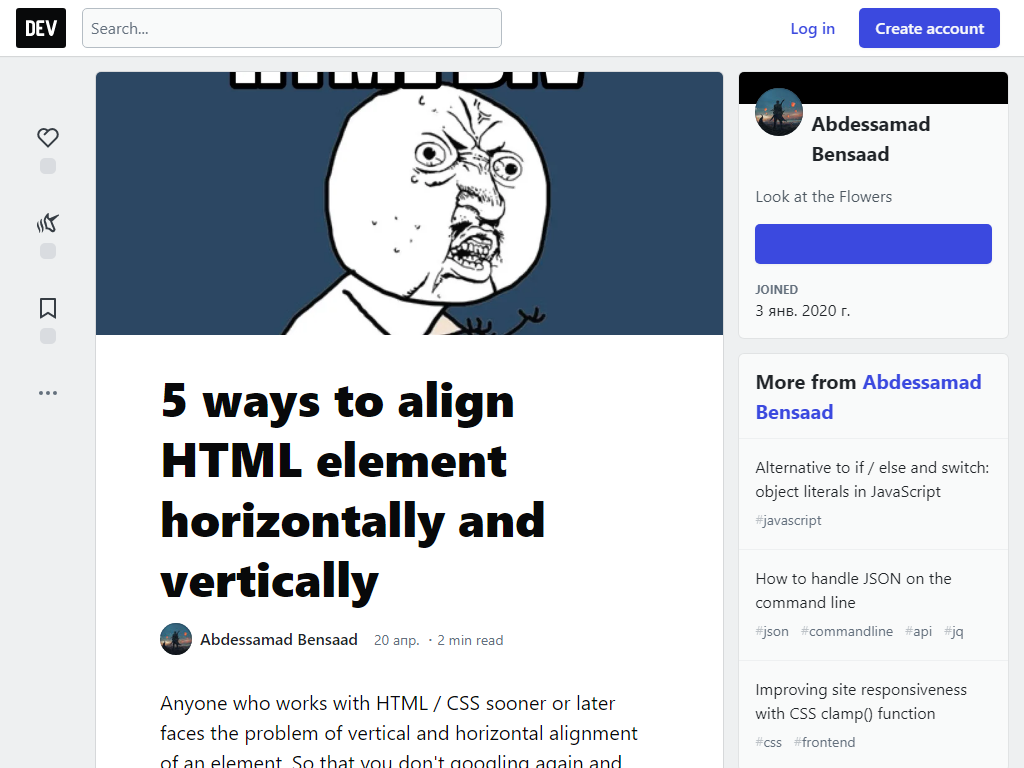 DEV
Search...
Log in
Create account
5 ways to align
HTML element
horizontally and
vertically
Abdessamad Bensaad
20 апр.
・2 min read
Anyone who works with HTML / CSS sooner or later
faces the problem of vertical and horizontal alignment
of an element. So that you don't googling again and
Abdessamad
Bensaad
Look at the Flowers
JOINED
3 янв. 2020 г.
More from Abdessamad
Bensaad
Alternative to if / else and switch:
object literals in JavaScript
#javascript
How to handle JSON on the
command line
#json #commandline #api #jq
Improving site responsiveness
with CSS clamp() function
#css #frontend